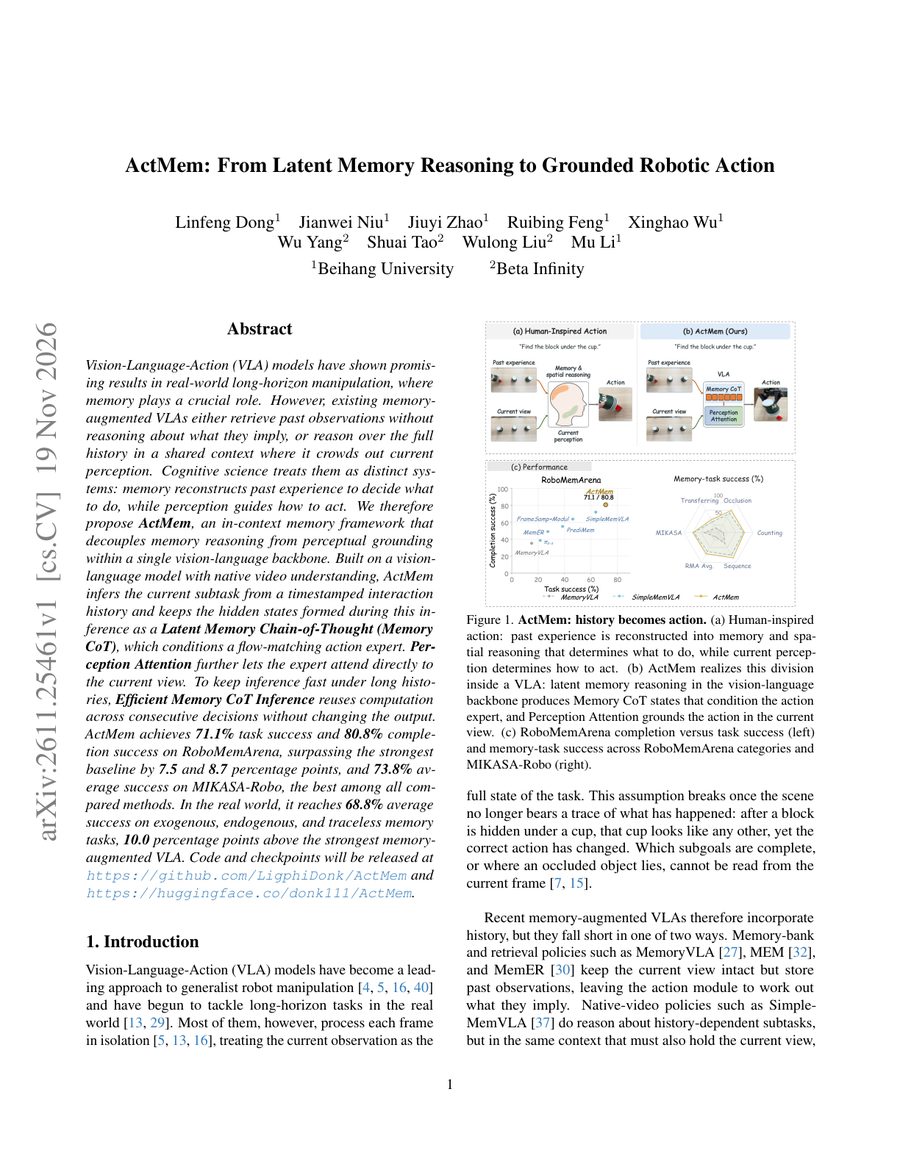 ActMem: From Latent Memory Reasoning to Grounded Robotic Action
Linfeng Dong1 Jianwei Niu1 Jiuyi Zhao1 Ruibing Feng1 Xinghao Wu1
Wu Yang2 Shuai Tao2 Wulong Liu2 Mu Li1
1Beihang University 2Beta Infinity
arXiv:2611.25461v1 [cs.CV] 19 Nov 2026
Abstract
Vision-Language-Action (VLA) models have shown promis-
ing results in real-world long-horizon manipulation, where
memory plays a crucial role. However, existing memory-
augmented VLAs either retrieve past observations without
reasoning about what they imply, or reason over the full
history in a shared context where it crowds out current
perception. Cognitive science treats them as distinct sys-
tems: memory reconstructs past experience to decide what
to do, while perception guides how to act. We therefore
propose ActMem, an in-context memory framework that
decouples memory reasoning from perceptual grounding
within a single vision-language backbone. Built on a vision-
language model with native video understanding, ActMem
infers the current subtask from a timestamped interaction
history and keeps the hidden states formed during this in-
ference as a Latent Memory Chain-of-Thought (Memory
CoT), which conditions a flow-matching action expert. Per-
ception Attention further lets the expert attend directly to
the current view. To keep inference fast under long histo-
ries, Efficient Memory CoT Inference reuses computation
across consecutive decisions without changing the output.
ActMem achieves 71.1% task success and 80.8% comple-
tion success on RoboMemArena, surpassing the strongest
baseline by 7.5 and 8.7 percentage points, and 73.8% av-
erage success on MIKASA-Robo, the best among all com-
pared methods. In the real world, it reaches 68.8% average
success on exogenous, endogenous, and traceless memory
tasks, 10.0 percentage points above the strongest memory-
augmented VLA. Code and checkpoints will be released at
https://github.com/LigphiDonk/ActMem and
https://huggingface.co/donk111/ActMem.
1. Introduction
Vision-Language-Action (VLA) models have become a lead-
ing approach to generalist robot manipulation [4, 5, 16, 40]
and have begun to tackle long-horizon tasks in the real
world [13, 29]. Most of them, however, process each frame
in isolation [5, 13, 16], treating the current observation as the
(a) Human-Inspired Action
"Find the block under the cup."
Past experience
Memory &
spatial reasoning
Action
Current view
Current
perception
(b) ActMem (Ours)
"Find the block under the cup."
Past experience
VLA
Memory CoT
Action
Current view
Perception
Attention
(c) Performance
RoboMemArena
Completion success (%)
100
80
60
40
20
0
ActMem
71.1 / 80.8
FrameSamp+Modul
SimpleMemVLA
MemER
PrediMem
MemoryVLA
0 20 40 60 80
Task success (%)
Memory-task success (%)
100
50
Transferring
Occlusion
MIKASA
Counting
RMA Avg.
Sequence
MemoryVLA SimpleMemVLA ActMem
Figure 1. ActMem: history becomes action. (a) Human-inspired
action: past experience is reconstructed into memory and spa-
tial reasoning that determines what to do, while current percep-
tion determines how to act. (b) ActMem realizes this division
inside a VLA: latent memory reasoning in the vision-language
backbone produces Memory CoT states that condition the action
expert, and Perception Attention grounds the action in the current
view. (c) RoboMemArena completion versus task success (left)
and memory-task success across RoboMemArena categories and
MIKASA-Robo (right).
full state of the task. This assumption breaks once the scene
no longer bears a trace of what has happened: after a block
is hidden under a cup, that cup looks like any other, yet the
correct action has changed. Which subgoals are complete,
or where an occluded object lies, cannot be read from the
current frame [7, 15].
Recent memory-augmented VLAs therefore incorporate
history, but they fall short in one of two ways. Memory-bank
and retrieval policies such as MemoryVLA [27], MEM [32],
and MemER [30] keep the current view intact but store
past observations, leaving the action module to work out
what they imply. Native-video policies such as Simple-
MemVLA [37] do reason about history-dependent subtasks,
but in the same context that must also hold the current view,
1